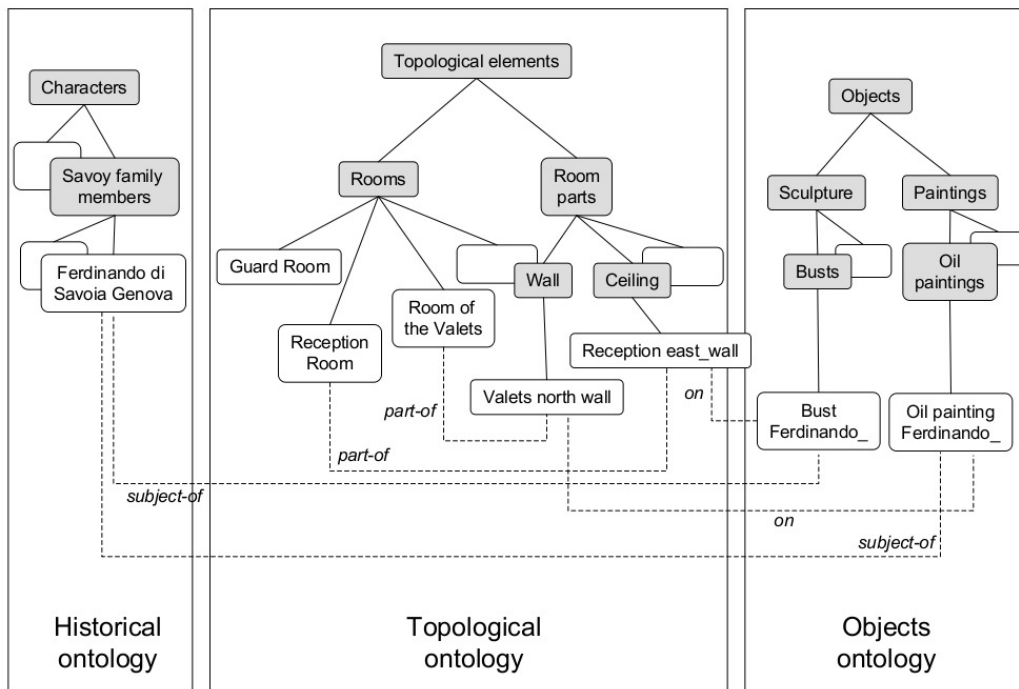 Topological elements
Characters
Objects
Savoy family
members
Rooms
Room
parts
Sculpture
Paintings
Guard Room
Ferdinando di
Savoia Genova
Wall
Ceiling
Busts
Oil
paintings
Room of
the Valets
Reception
Room
Reception east_wall
Valets north wall
on
part-of
Bust
Ferdinando_
Oil painting
Ferdinando_
part-of
subject-of
on
subject-of
Historical
ontology
Topological
ontology
Objects
ontology